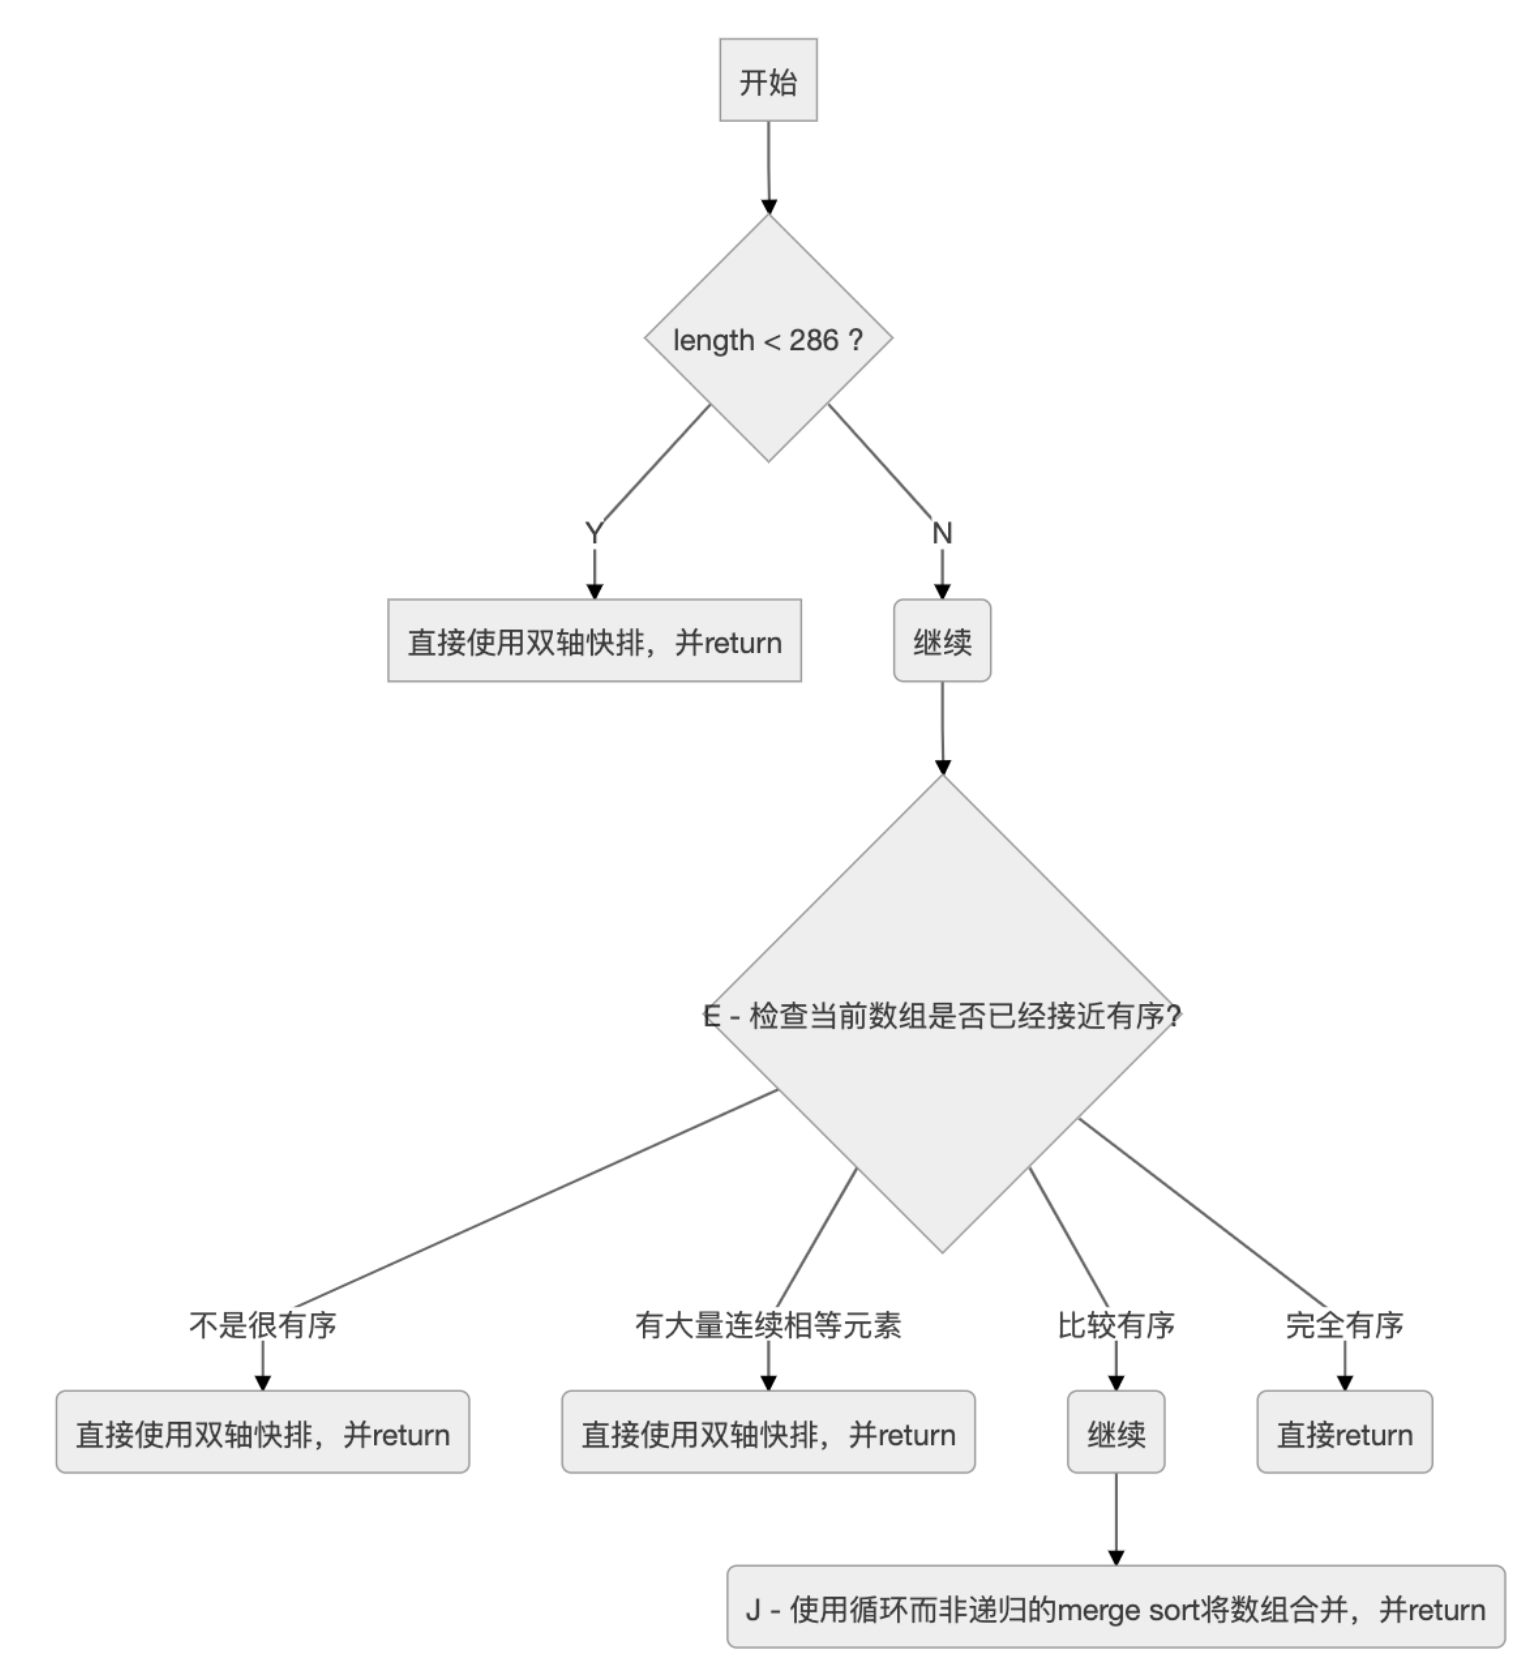 开始
length < 286 ?
Y
N
直接使用双轴快排，并return
继续
E - 检查当前数组是否已经接近有序?
不是很有序
有大量连续相等元素
比较有序
完全有序
直接使用双轴快排，并return
直接使用双轴快排，并return
继续
直接return
J - 使用循环而非递归的merge sort将数组合并，并return